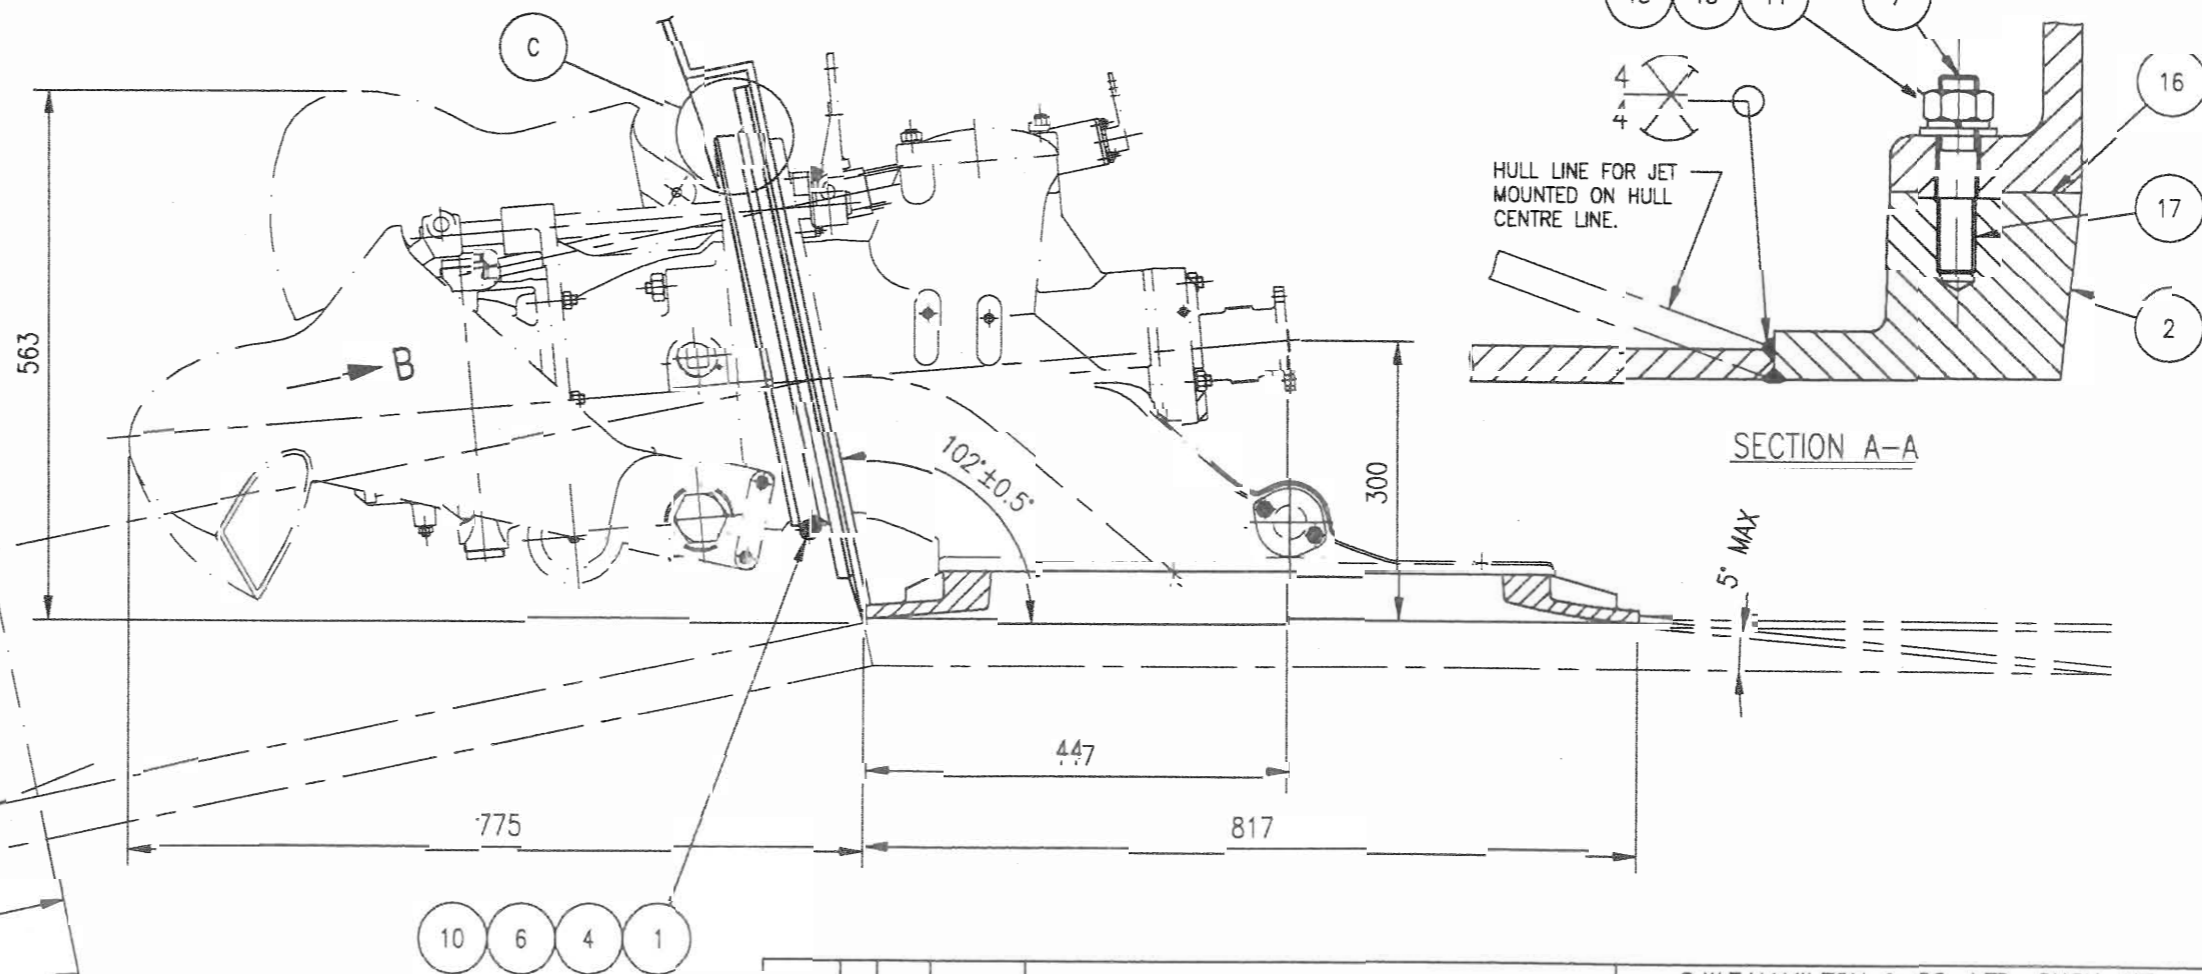 C
7
4
4
16
HULL LINE FOR JET
MOUNTED ON HULL
CENTRE LINE.
17
2
563
B
102°±0.5°
300
SECTION A-A
5° MAX
447
775
817
10 6 4 1